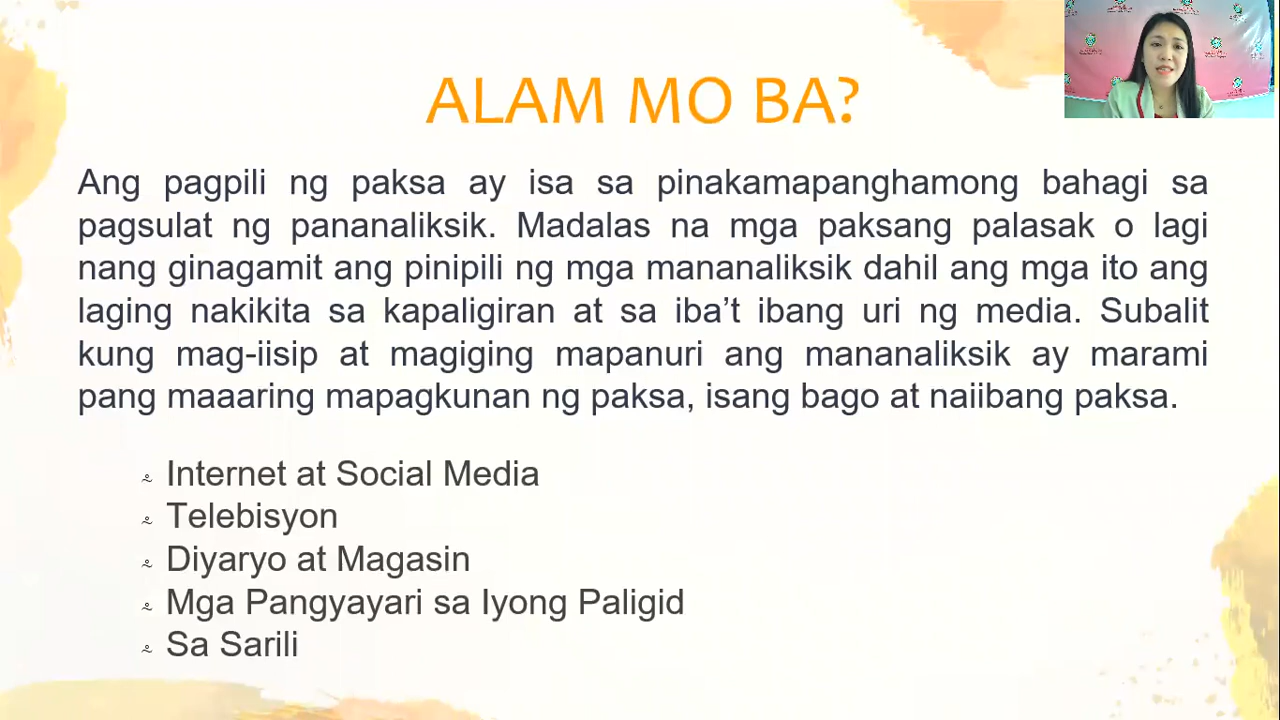 ALAM MO BA?
Ang pagpili ng paksa ay isa sa pinakamapanghamong bahagi sa
pagsulat ng pananaliksik. Madalas na mga paksang palasak o lagi
nang ginagamit ang pinipili ng mga mananaliksik dahil ang mga ito ang
laging nakikita sa kapaligiran at sa iba’t ibang uri ng media. Subalit
kung mag-iisip at magiging mapanuri ang mananaliksik ay marami
pang maaaring mapagkunan ng paksa, isang bago at naiibang paksa.
Internet at Social Media
Telebisyon
Diyaryo at Magasin
Mga Pangyayari sa Iyong Paligid
Sa Sarili